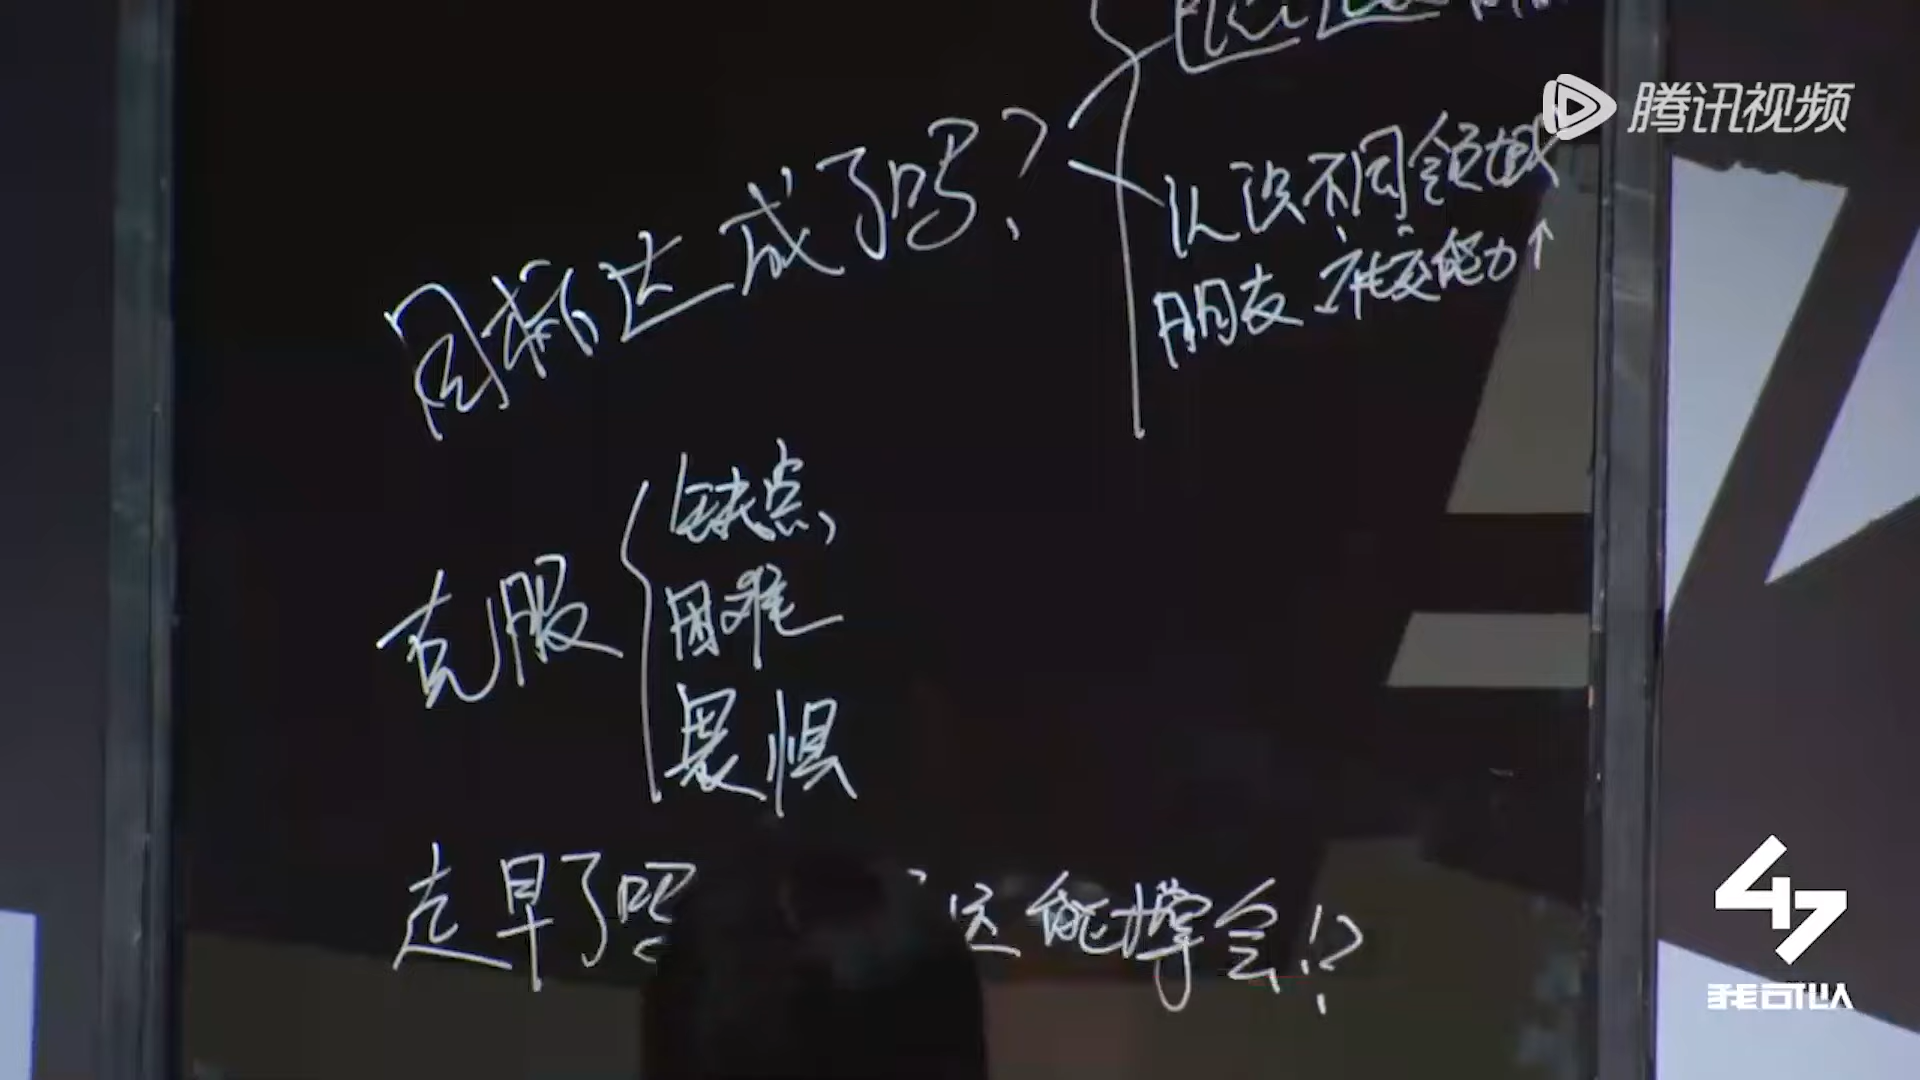 腾讯视频
目标达成了吗?
认识不同领域
朋友 社交能力↑
克服
缺点,
困难
畏惧
走早了吧
还能撑会!?
47
我可以